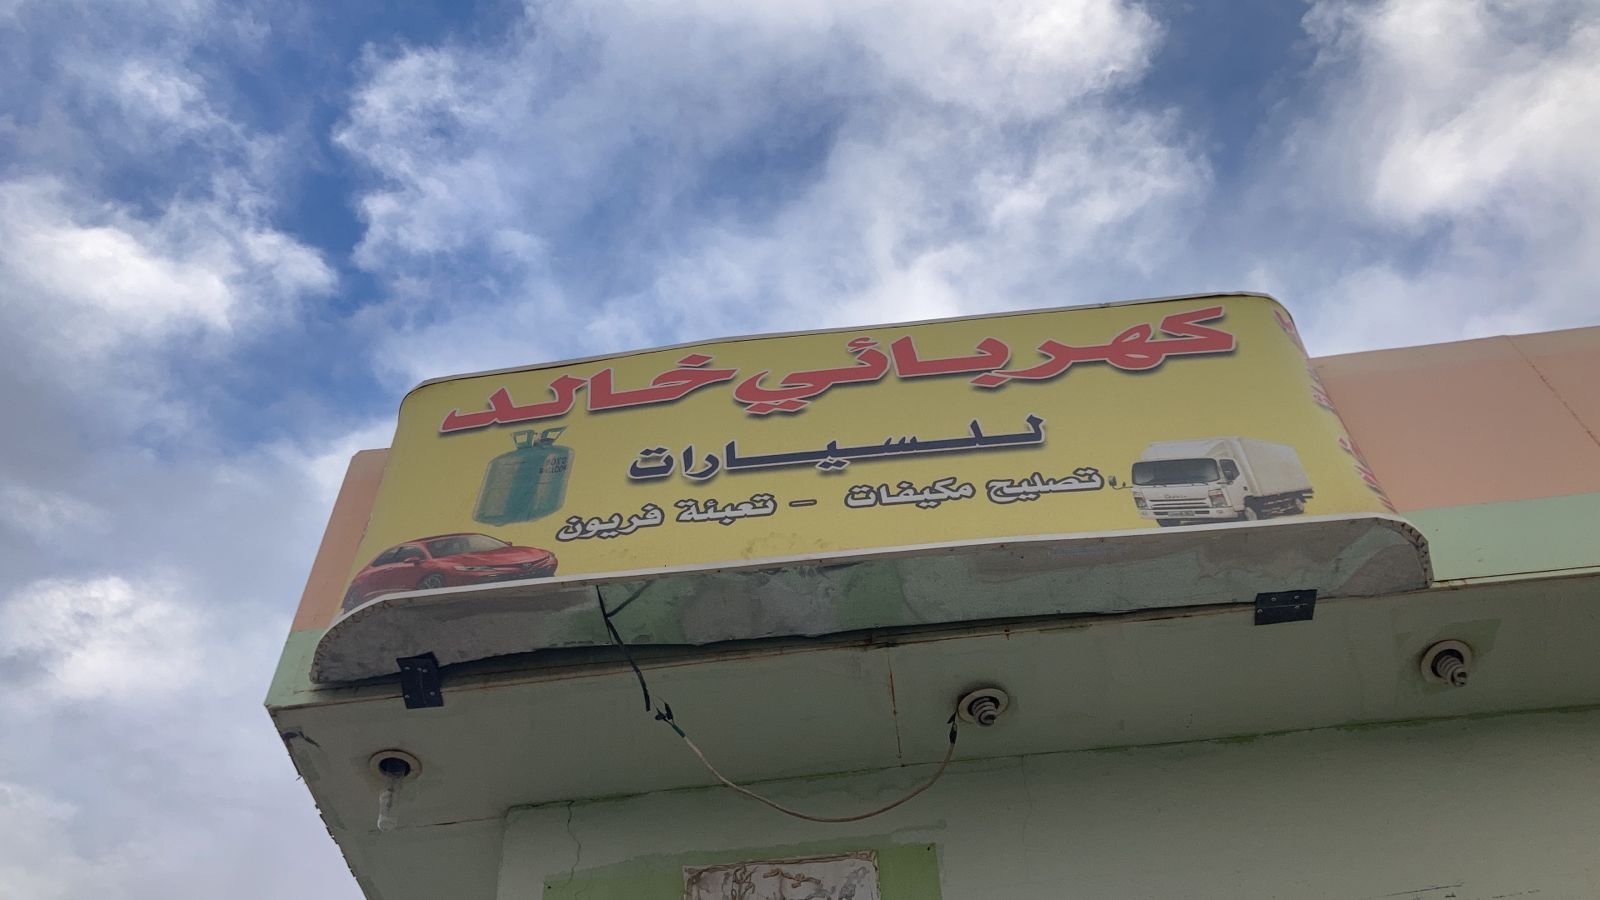 كهربائي خالد
للسيارات
تصليح مكيفات - تعبئة فريون